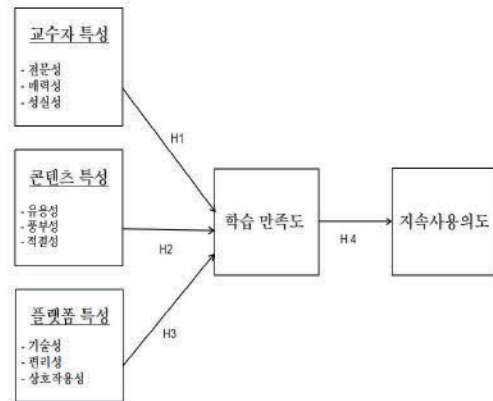 교수자 특성
- 전문성
- 매력성
- 성실성
H1
콘텐츠 특성
- 유용성
- 풍부성
- 적결성
H2
학습 만족도
H 4
지속사용의도
플랫폼 특성
- 기술성
- 편리성
- 상호작용성
H3